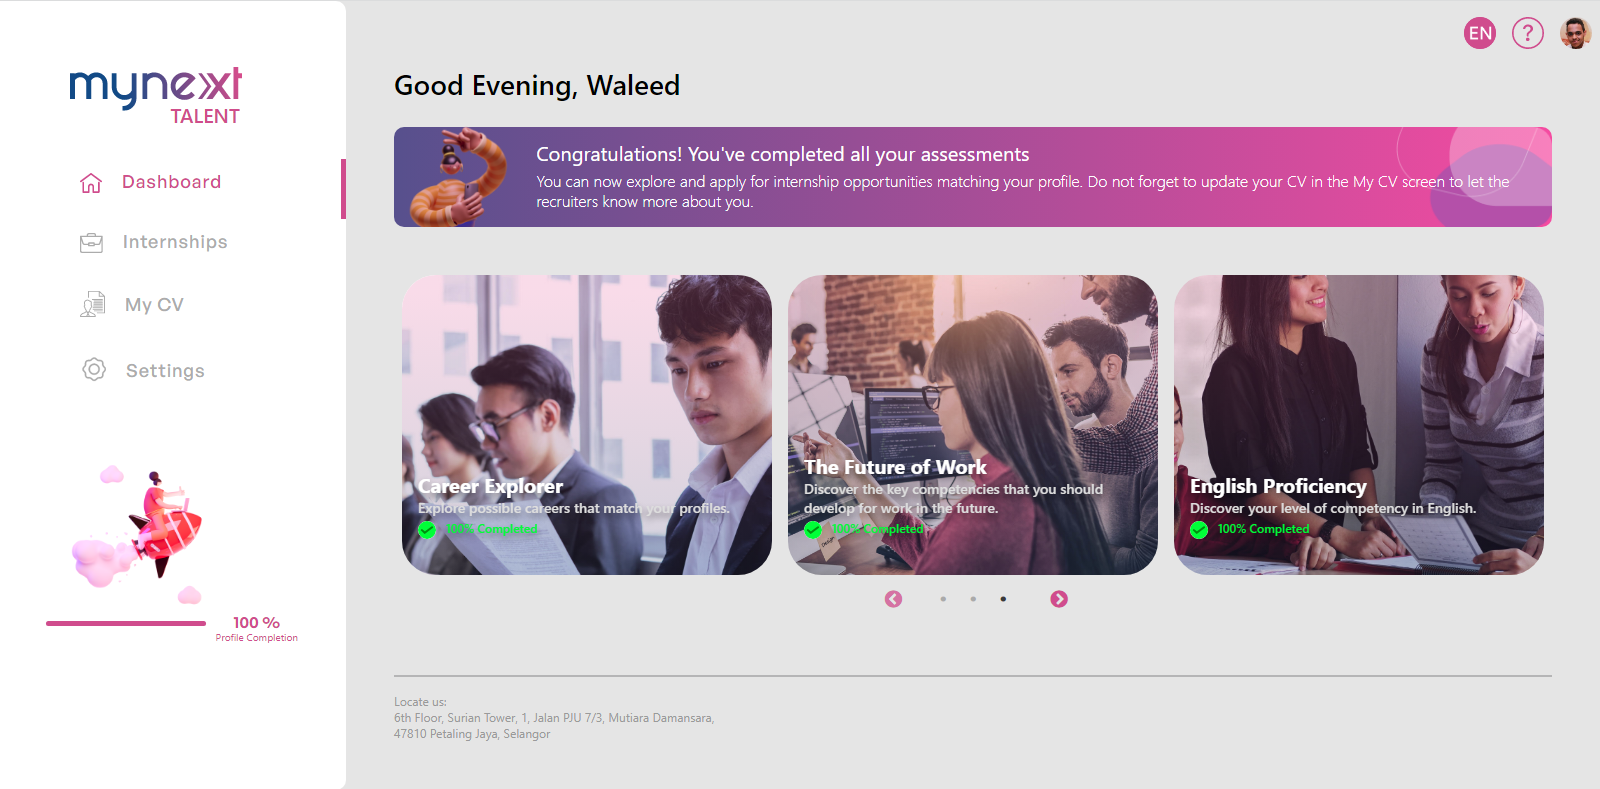 mynext
TALENT
Dashboard
Internships
My CV
Settings
100 %
Profile Completion
EN
?
Good Evening, Waleed
Congratulations! You've completed all your assessments
You can now explore and apply for internship opportunities matching your profile. Do not forget to update your CV in the My CV screen to let the
recruiters know more about you.
Career Explorer
Explore possible careers that match your profiles.
100% Completed
The Future of Work
Discover the key competencies that you should
develop for work in the future.
100% Completed
English Proficiency
Discover your level of competency in English.
100% Completed
Locate us:
6th Floor, Surian Tower, 1, Jalan PJU 7/3, Mutiara Damansara,
47810 Petaling Jaya, Selangor